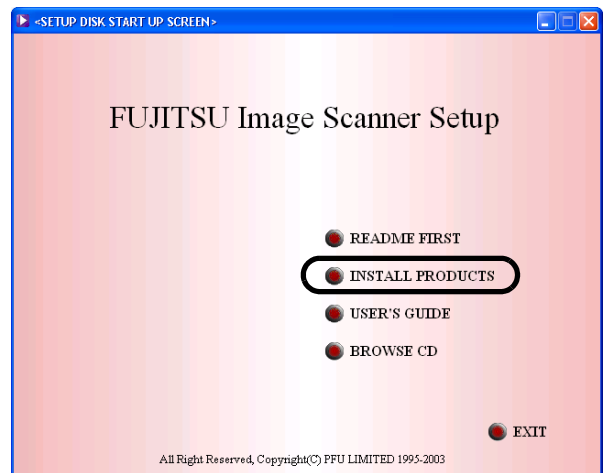 <SETUP DISK START UP SCREEN>
FUJITSU Image Scanner Setup
README FIRST
INSTALL PRODUCTS
USER'S GUIDE
BROWSE CD
EXIT
All Right Reserved, Copyright(C) PFU LIMITED 1995-2003